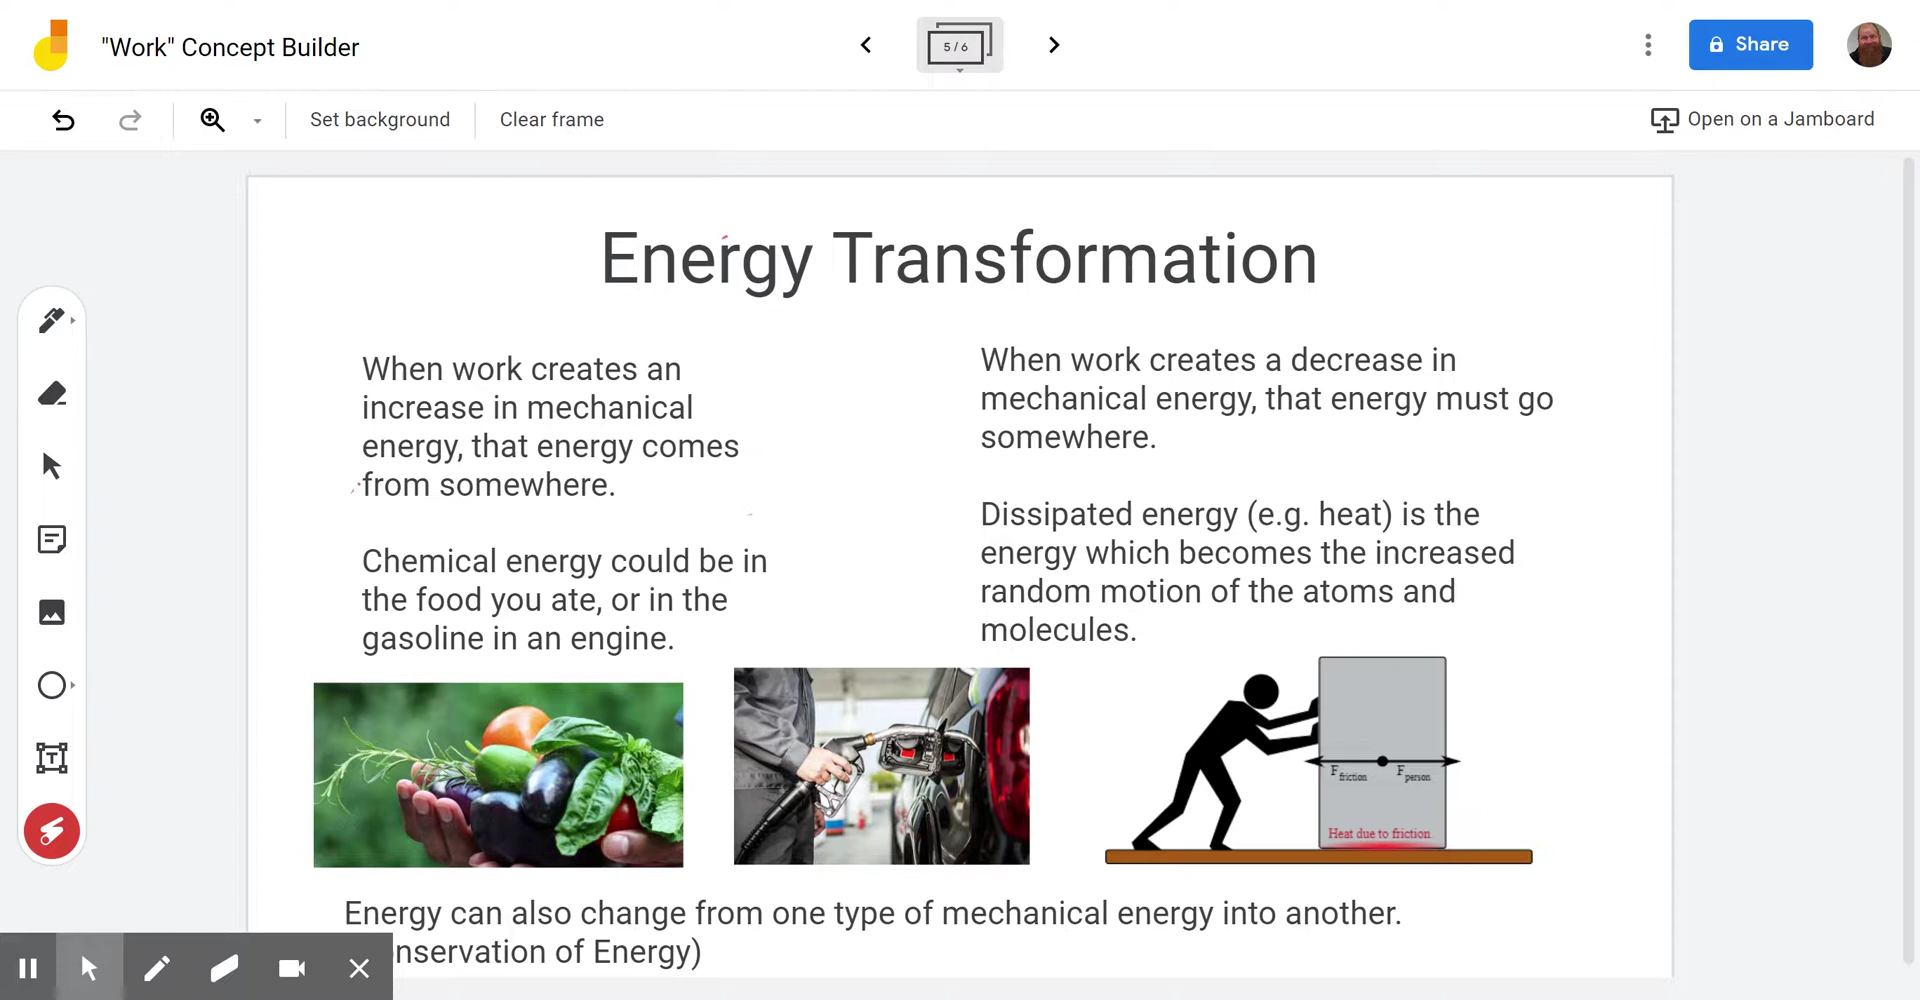 "Work" Concept Builder
5 / 6
Share
Set background
Clear frame
Open on a Jamboard
Energy Transformation
When work creates an
increase in mechanical
energy, that energy comes
from somewhere.
Chemical energy could be in
the food you ate, or in the
gasoline in an engine.
When work creates a decrease in
mechanical energy, that energy must go
somewhere.
Dissipated energy (e.g. heat) is the
energy which becomes the increased
random motion of the atoms and
molecules.
F friction
F person
Heat due to friction
Energy can also change from one type of mechanical energy into another.
nservation of Energy)